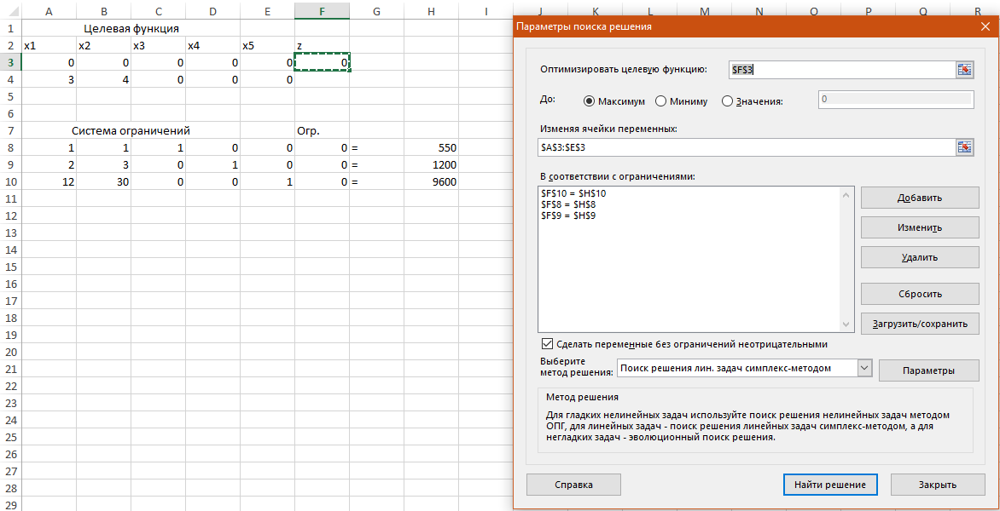 A B C D E F G H I J K L M N O P Q R
1 Целевая функция
2 x1 x2 x3 x4 x5 z
3 0 0 0 0 0 0
4 3 4 0 0 0
5
6
7 Система ограничений Огр.
8 1 1 1 0 0 0 = 550
9 2 3 0 1 0 0 = 1200
10 12 30 0 0 1 0 = 9600
11
12
13
14
15
16
17
18
19
20
21
22
23
24
25
26
27
28
29
Параметры поиска решения
Оптимизировать целевую функцию: $F$3
До: Максимум Миниму Значения: 0
Изменяя ячейки переменных:
$A$3:$E$3
В соответствии с ограничениями:
$F$10 = $H$10
$F$8 = $H$8
$F$9 = $H$9
Добавить
Изменить
Удалить
Сбросить
Загрузить/сохранить
Сделать переменные без ограничений неотрицательными
Выберите
метод решения: Поиск решения лин. задач симплекс-методом Параметры
Метод решения
Для гладких нелинейных задач используйте поиск решения нелинейных задач методом
ОПГ, для линейных задач - поиск решения линейных задач симплекс-методом, а для
негладких задач - эволюционный поиск решения.
Справка Найти решение Закрыть